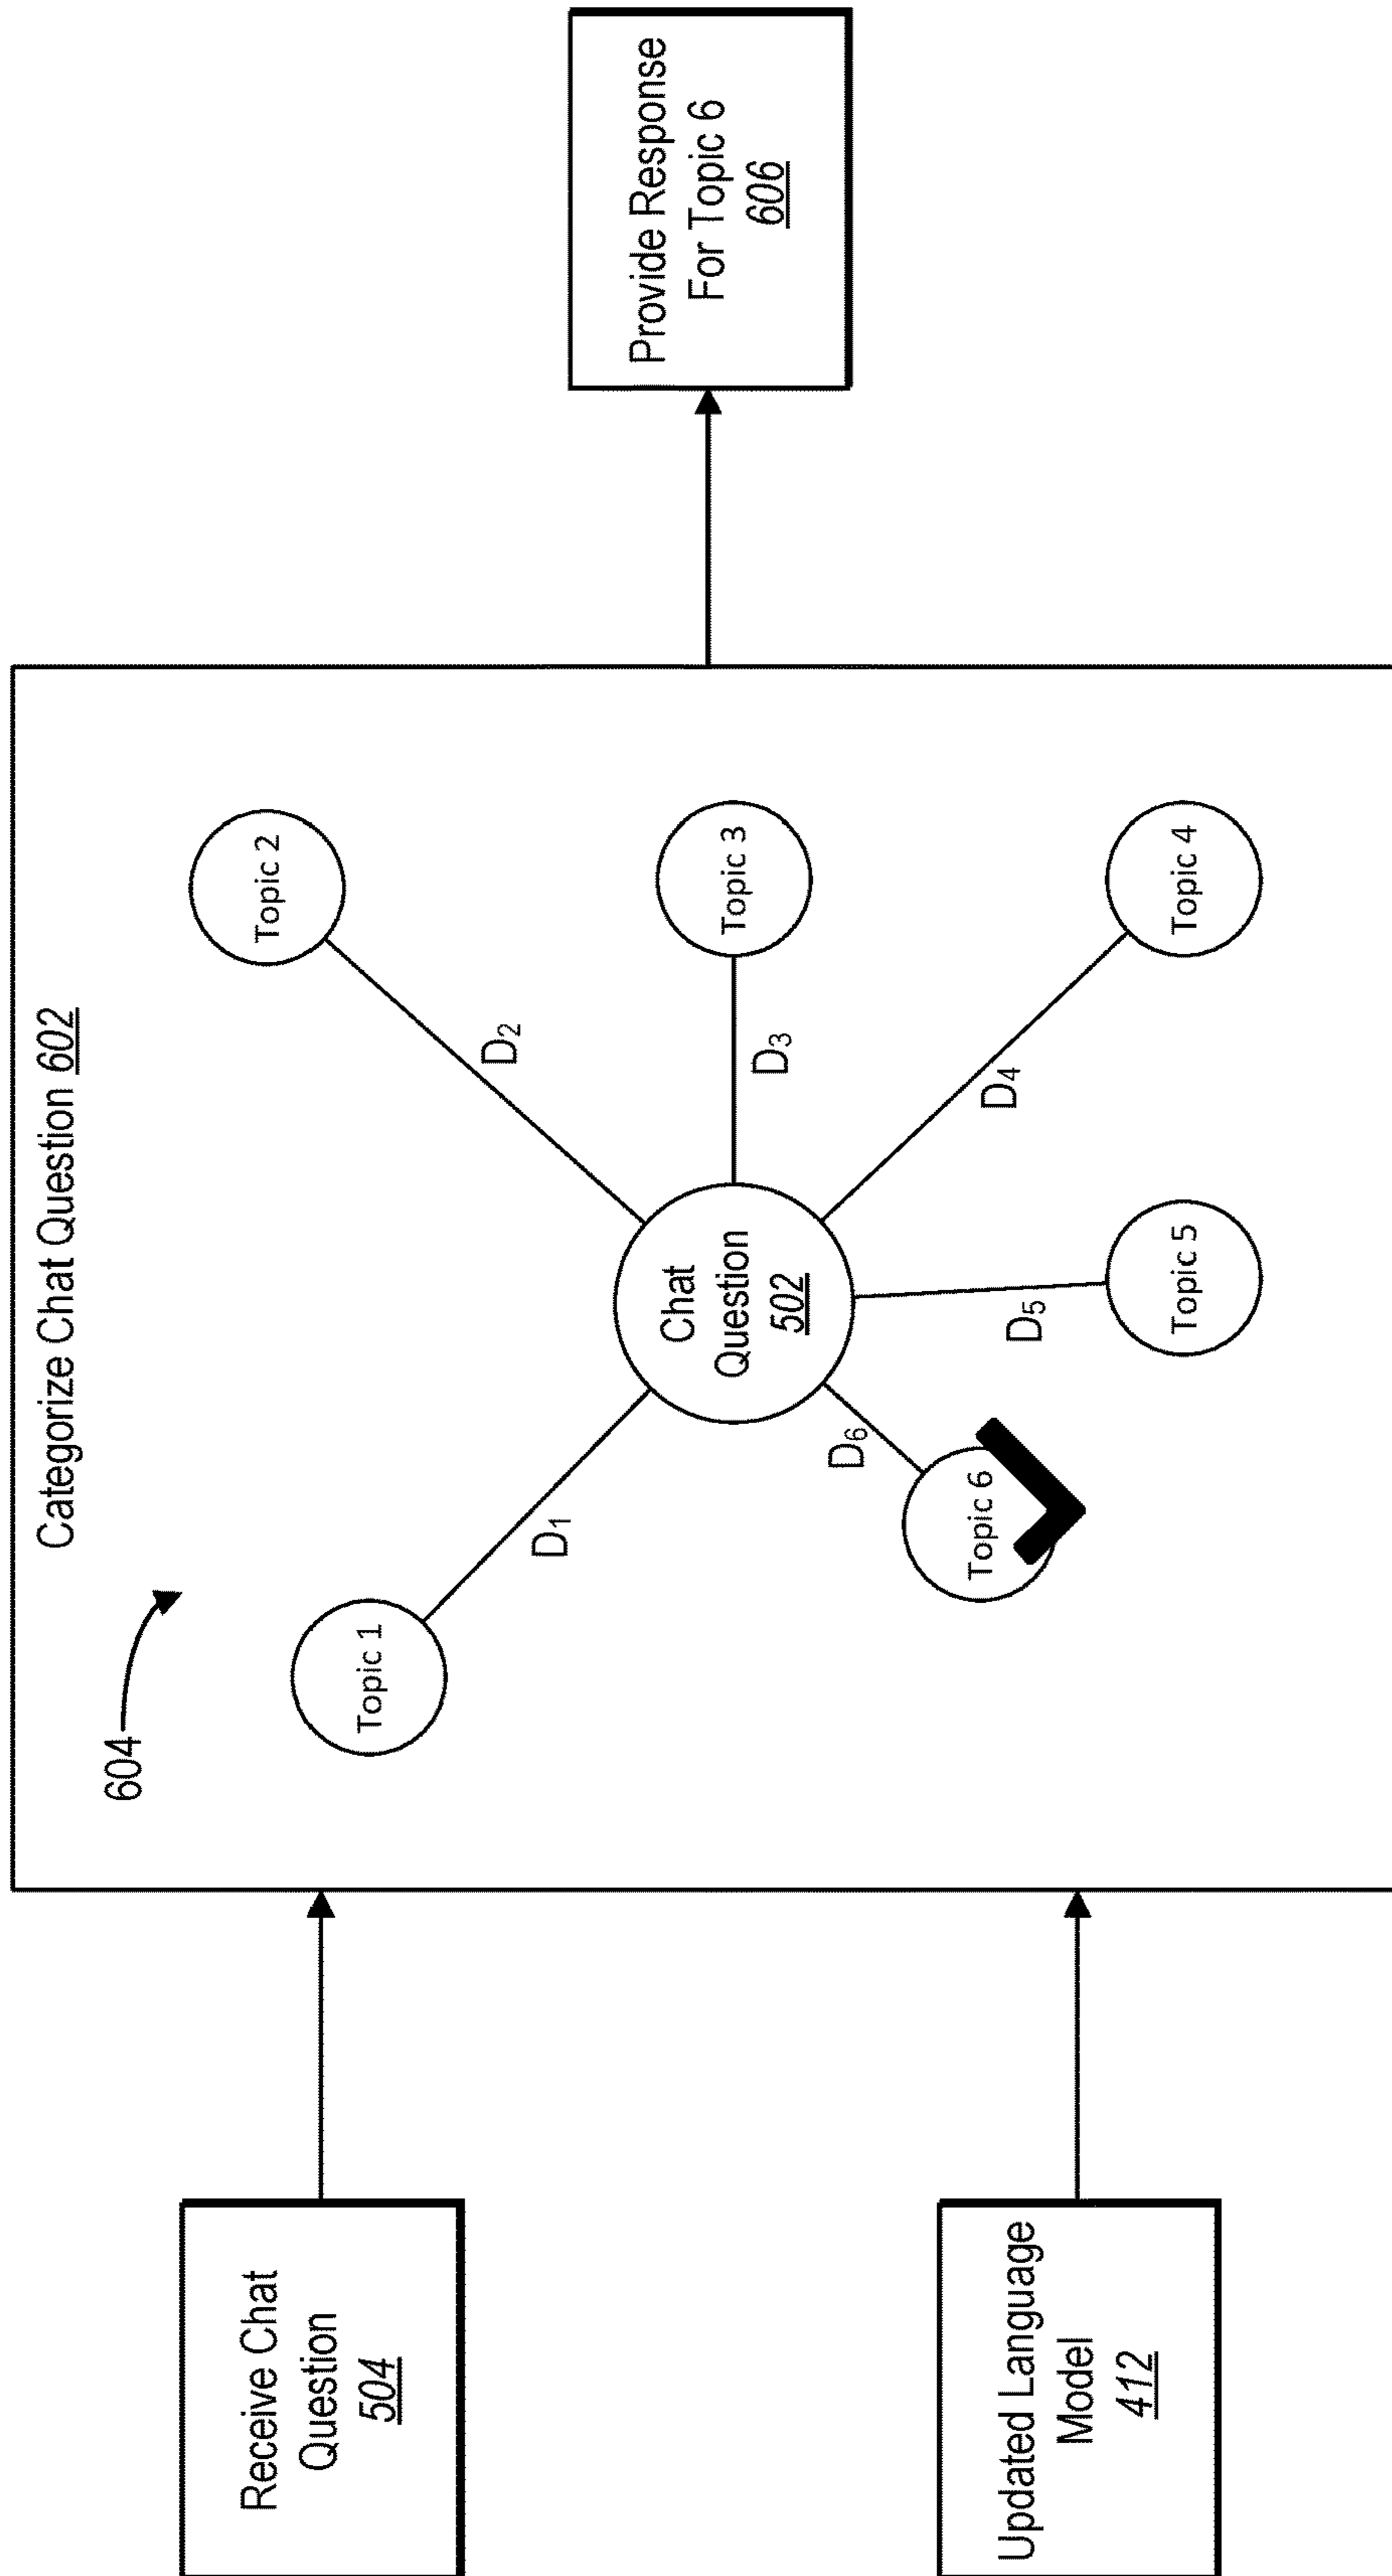 Receive Chat
Question
504
Updated Language
Model
412
Categorize Chat Question 602
604
Topic 1
D1
Topic 2
D2
Chat
Question
502
D3
Topic 3
D4
Topic 4
D5
Topic 5
D6
Topic 6
Provide Response
For Topic 6
606